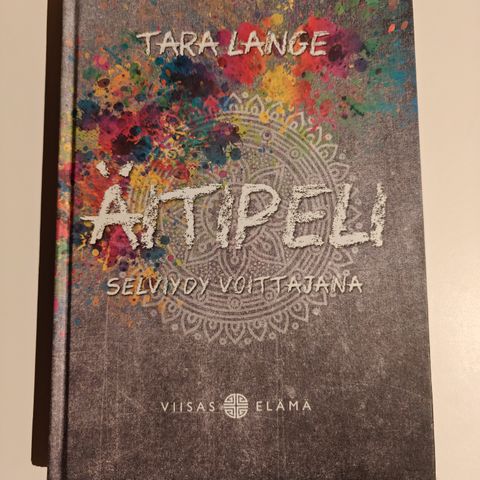 TARA LANGE
ÄITIPELI
SELVIYDY VOITTAJANA
VIISAS ELÄMÄ